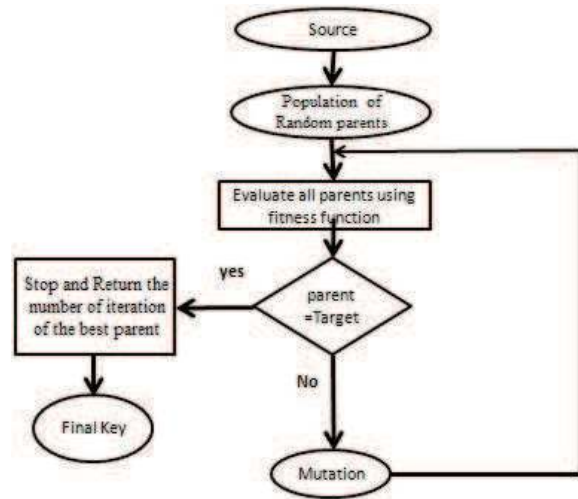 Source
Population of
Random parents
Evaluate all parents using
fitness function
yes
parent
=Target
Stop and Return the
number of iteration
of the best parent
No
Final Key
Mutation